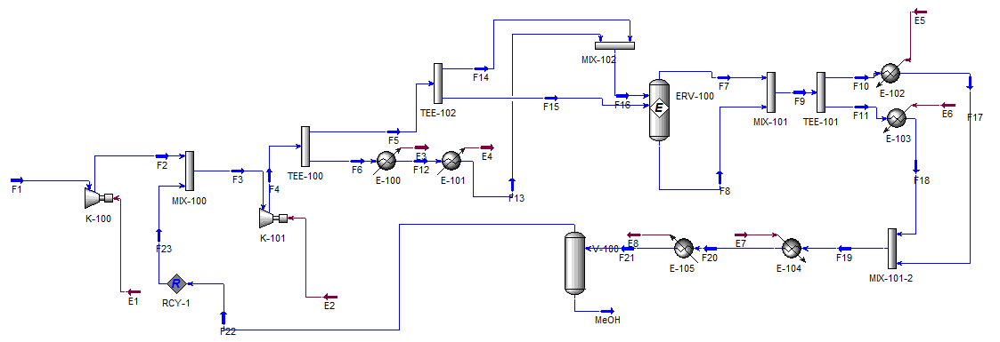 E5
F14
MIX-102
F7
ERV-100
E
F10
E-102
F16
F15
TEE-102
F9
MIX-101
TEE-101
F11
E6
E-103
F17
F5
TEE-100
E3
E4
F6
F12
E-100
E-101
F2
F1
F3
F4
F13
F8
F18
MIX-100
K-100
K-101
F23
V-100
E8
E7
F21
F20
F19
E-105
E-104
MIX-101-2
R
RCY-1
E1
E2
F22
MeOH